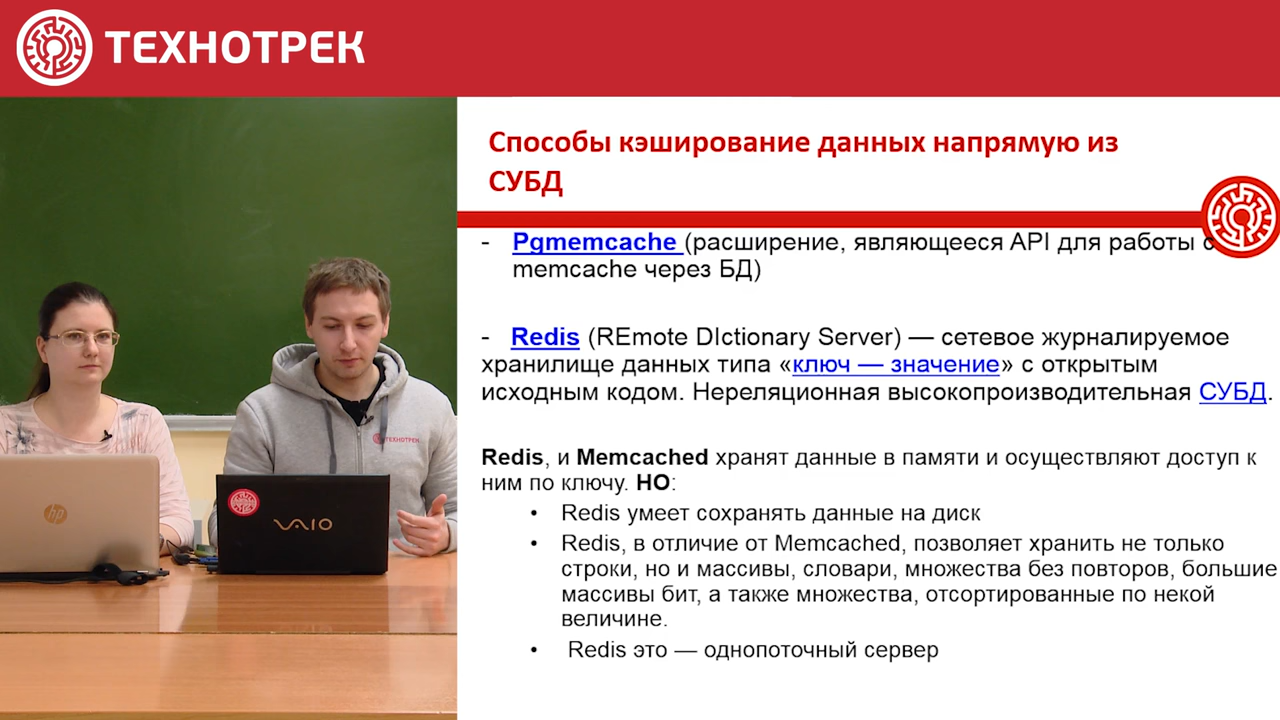 ТЕХНОТРЕК
Способы кэширование данных напрямую из
СУБД
- Pgmemcache (расширение, являющееся API для работы с
memcache через БД)
- Redis (REmote DIctionary Server) — сетевое журналируемое
хранилище данных типа «ключ — значение» с открытым
исходным кодом. Нереляционная высокопроизводительная СУБД.
Redis, и Memcached хранят данные в памяти и осуществляют доступ к
ним по ключу. НО:
• Redis умеет сохранять данные на диск
• Redis, в отличие от Memcached, позволяет хранить не только
строки, но и массивы, словари, множества без повторов, большие
массивы бит, а также множества, отсортированные по некой
величине.
• Redis это — однопоточный сервер
ТЕХНОТРЕК
hp
VAIO